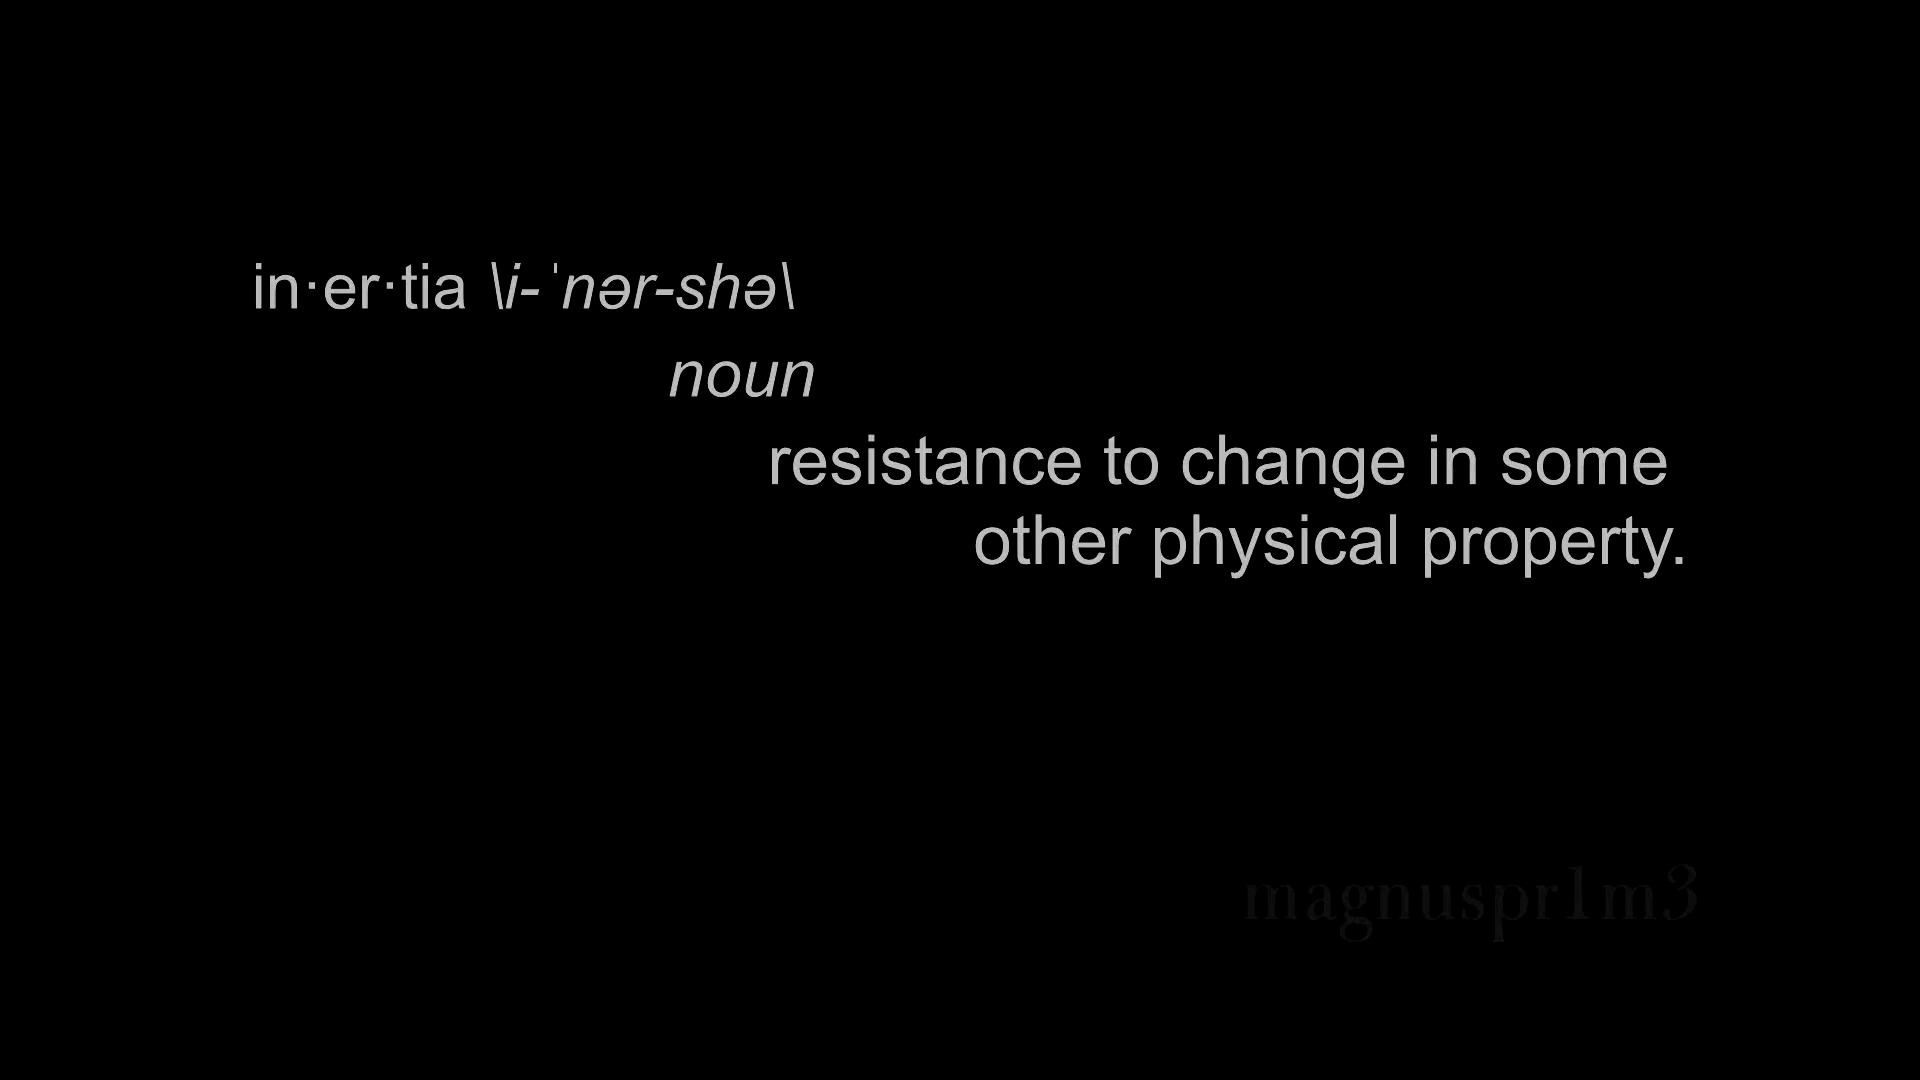 in·er·tia \i-ˈnər-shə\
noun
resistance to change in some
other physical property.
magnuspr1m3